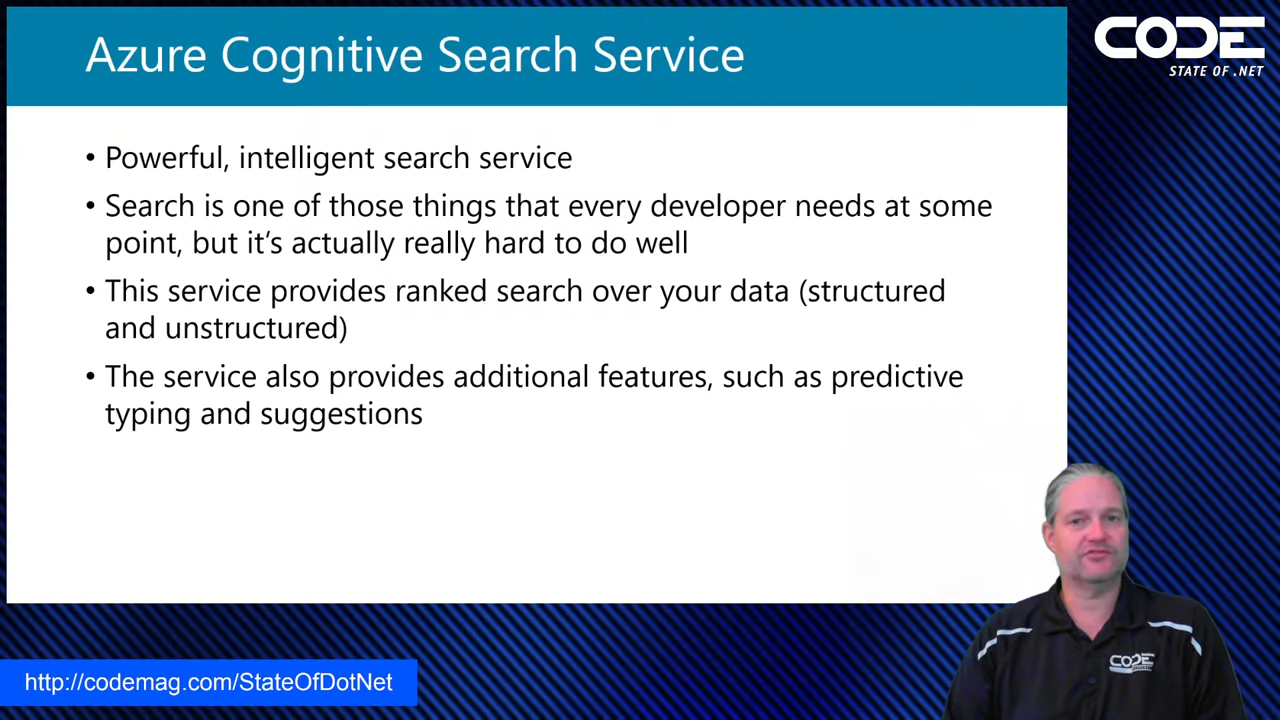 Azure Cognitive Search Service
CODE
STATE OF .NET
• Powerful, intelligent search service
• Search is one of those things that every developer needs at some
point, but it's actually really hard to do well
• This service provides ranked search over your data (structured
and unstructured)
• The service also provides additional features, such as predictive
typing and suggestions
CODE
http://codemag.com/StateOfDotNet